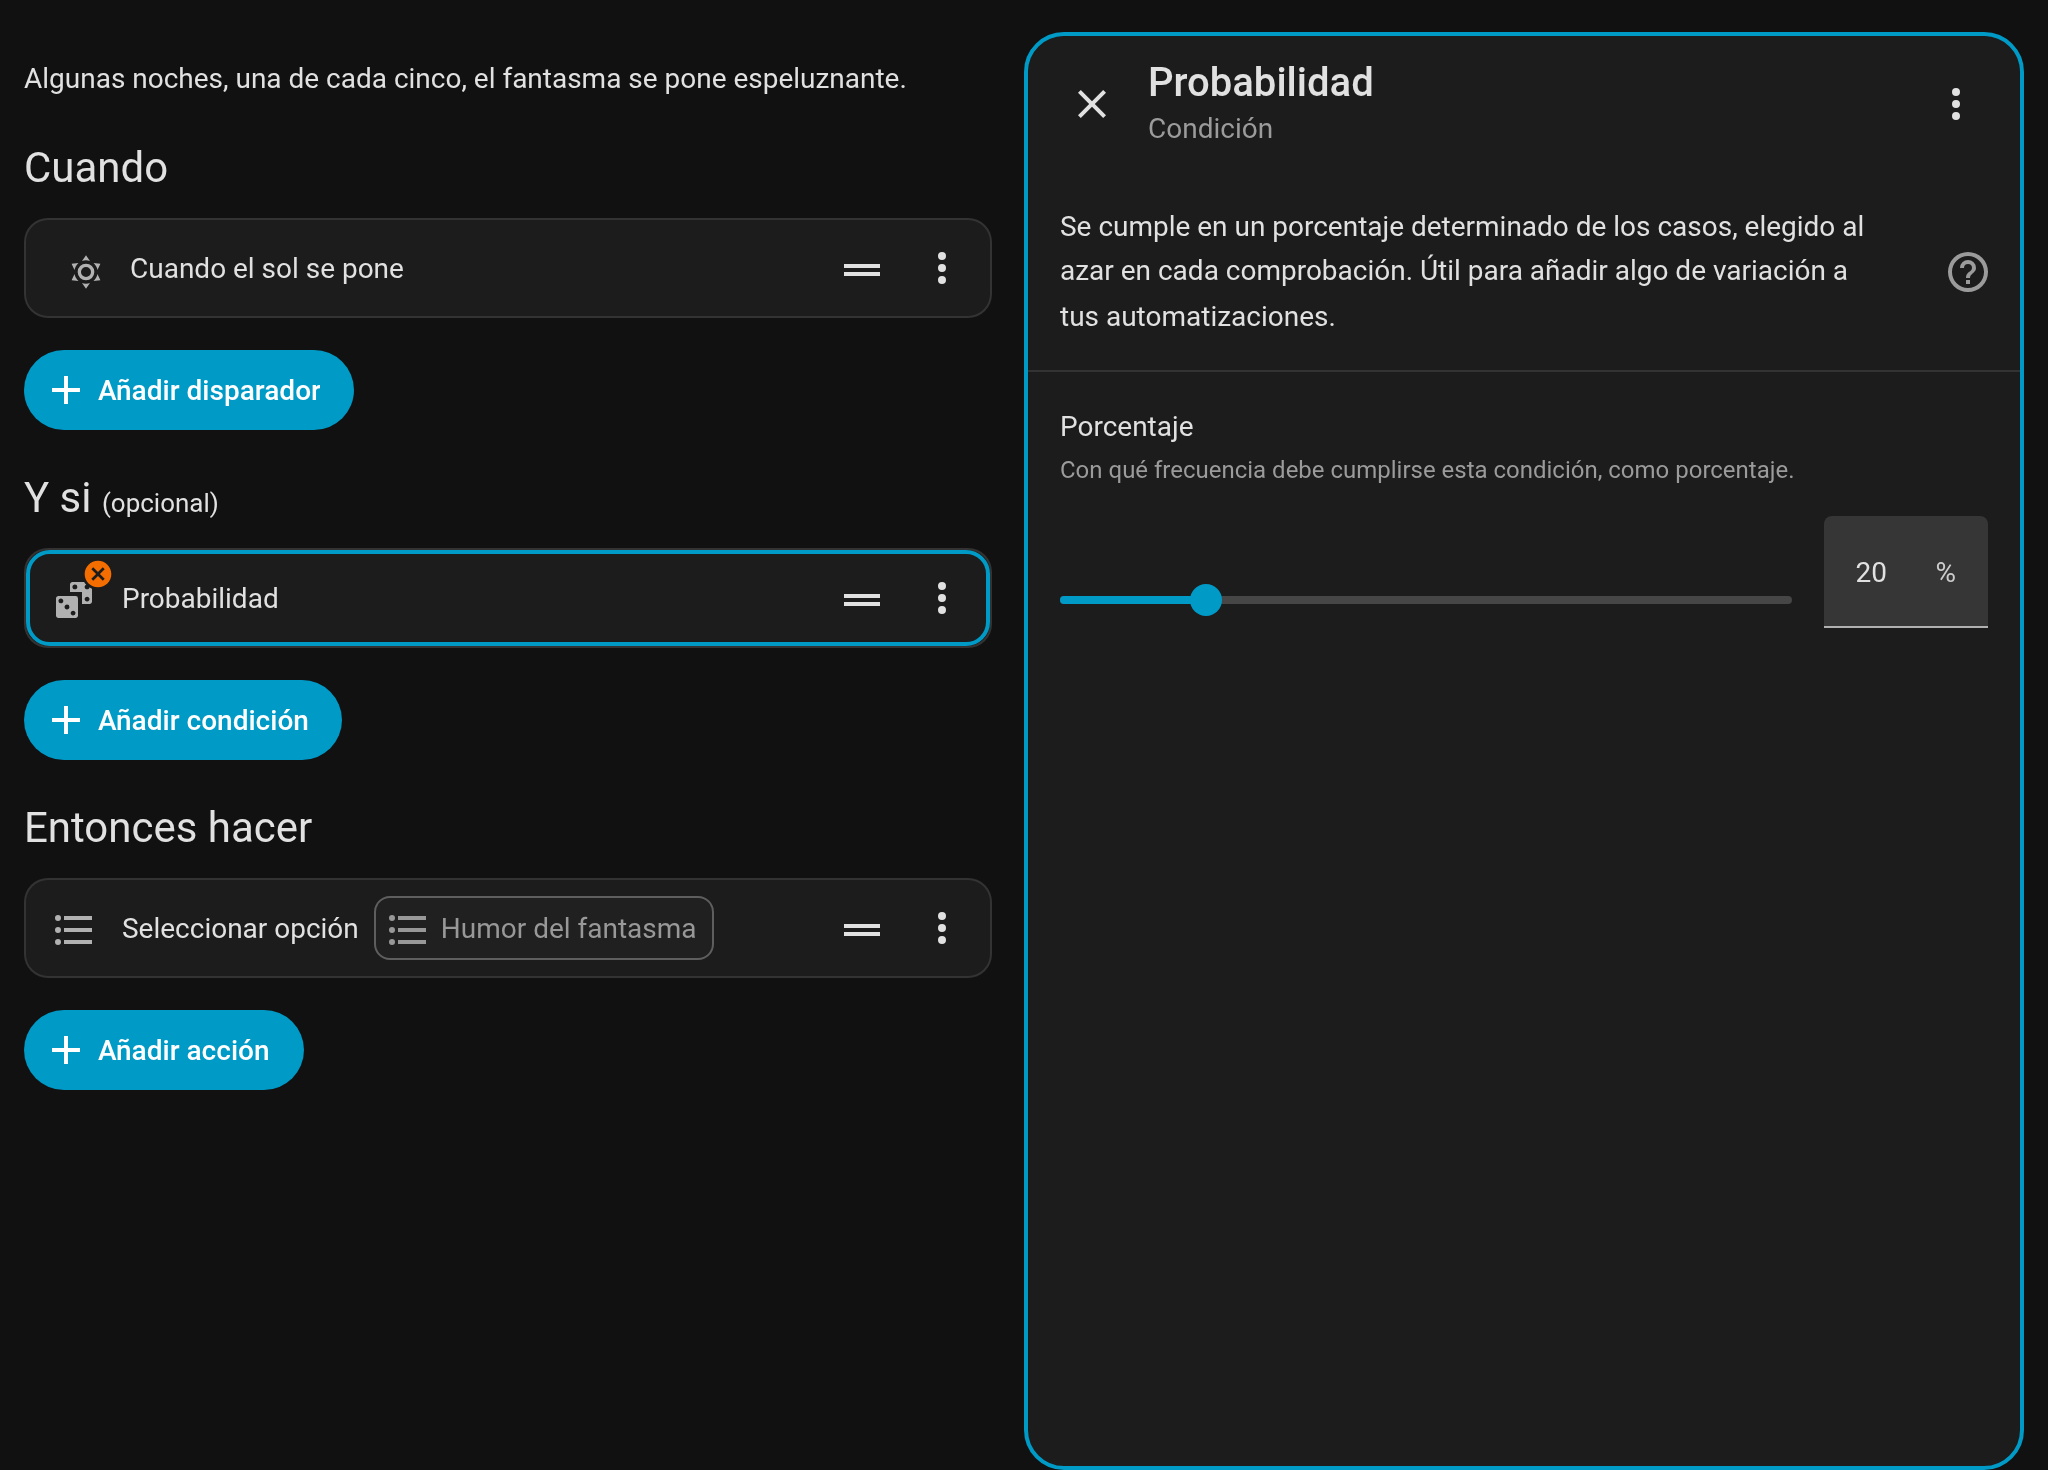 Algunas noches, una de cada cinco, el fantasma se pone espeluznante.
Cuando
Cuando el sol se pone
Añadir disparador
Y si (opcional)
Probabilidad
Añadir condición
Entonces hacer
Seleccionar opción Humor del fantasma
Añadir acción
Probabilidad
Condición
Se cumple en un porcentaje determinado de los casos, elegido al
azar en cada comprobación. Útil para añadir algo de variación a
tus automatizaciones.
Porcentaje
Con qué frecuencia debe cumplirse esta condición, como porcentaje.
20 %